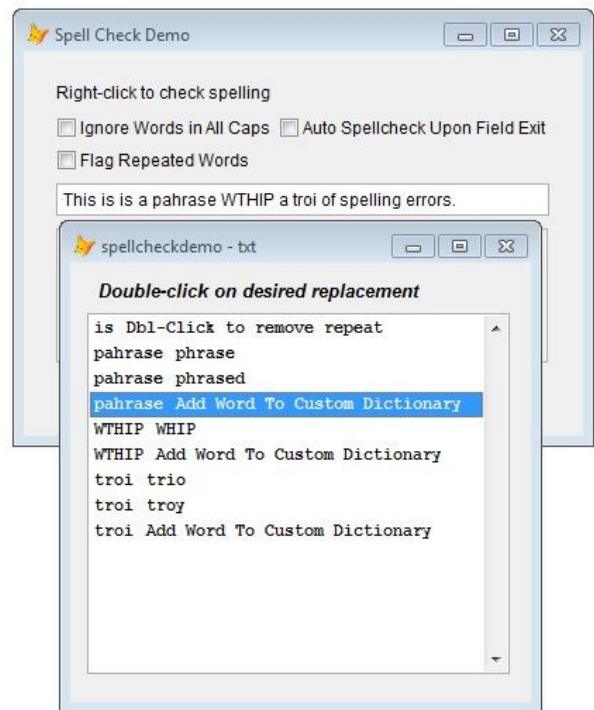 Spell Check Demo
Right-click to check spelling
Ignore Words in All Caps Auto Spellcheck Upon Field Exit
Flag Repeated Words
This is is a pahrase WTHIP a troi of spelling errors.
spellcheckdemo - txt
Double-click on desired replacement
is Dbl-Click to remove repeat
pahrase phrase
pahrase phrased
pahrase Add Word To Custom Dictionary
WTHIP WHIP
WTHIP Add Word To Custom Dictionary
troi trio
troi troy
troi Add Word To Custom Dictionary